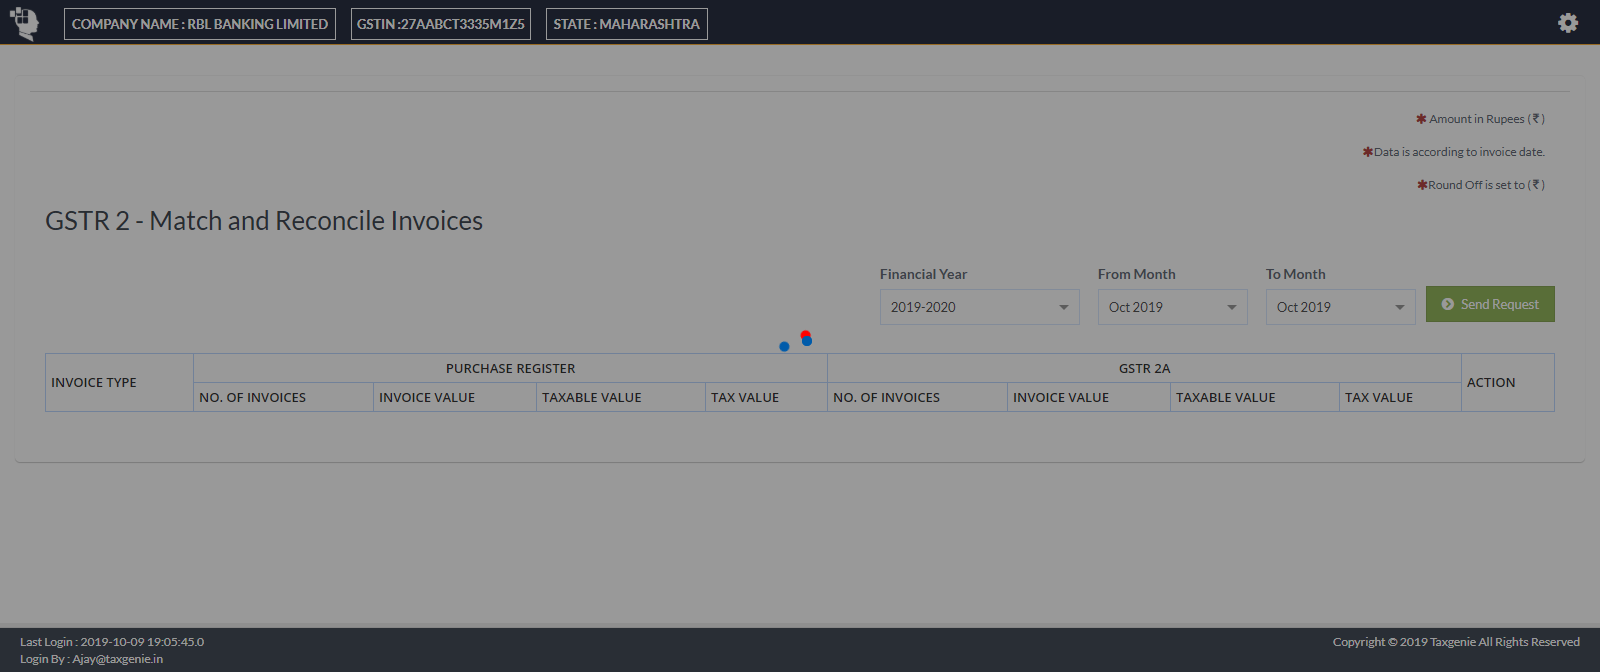 COMPANY NAME : RBL BANKING LIMITED GSTIN :27AABCT3335M1Z5 STATE : MAHARASHTRA
✱ Amount in Rupees (₹)
✱Data is according to invoice date.
✱Round Off is set to (₹)
GSTR 2 - Match and Reconcile Invoices
Financial Year From Month To Month
2019-2020 Oct 2019 Oct 2019 Send Request
INVOICE TYPE PURCHASE REGISTER GSTR 2A ACTION
NO. OF INVOICES INVOICE VALUE TAXABLE VALUE TAX VALUE NO. OF INVOICES INVOICE VALUE TAXABLE VALUE TAX VALUE
Last Login : 2019-10-09 19:05:45.0 Copyright © 2019 Taxgenie All Rights Reserved
Login By : Ajay@taxgenie.in